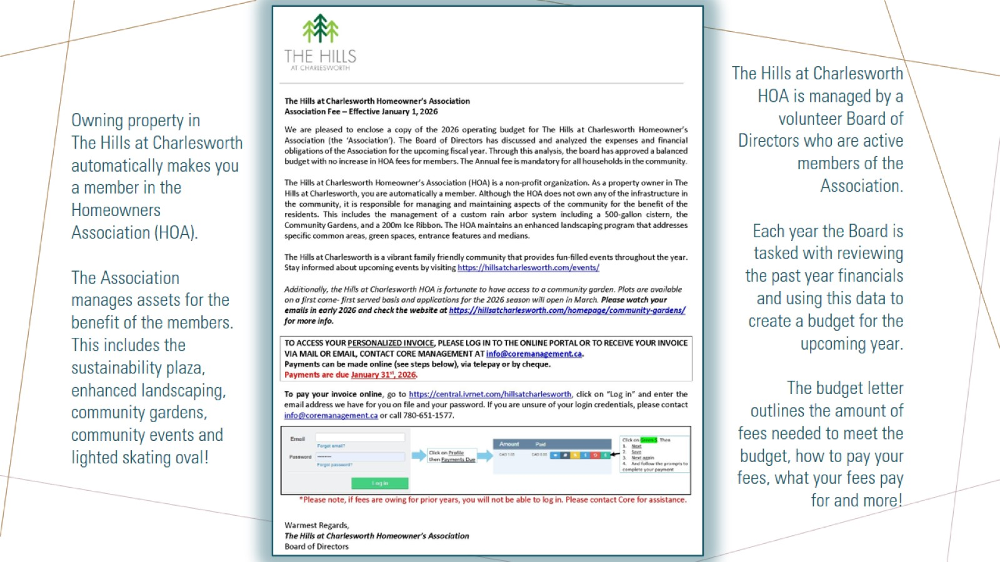 Owning property in
The Hills at Charlesworth
automatically makes you
a member in the
Homeowners
Association (HOA).
The Association
manages assets for the
benefit of the members.
This includes the
sustainability plaza,
enhanced landscaping,
community gardens,
community events and
lighted skating oval!
THE HILLS
AT CHARLESWORTH
The Hills at Charlesworth Homeowner's Association
Association Fee – Effective January 1, 2026
We are pleased to enclose a copy of the 2026 operating budget for The Hills at Charlesworth Homeowner's
Association (the 'Association'). The Board of Directors has discussed and analyzed the expenses and financial
obligations of the Association for the upcoming fiscal year. Through this analysis, the board has approved a balanced
budget with no increase in HOA fees for members. The Annual fee is mandatory for all households in the community.
The Hills at Charlesworth Homeowner's Association (HOA) is a non-profit organization. As a property owner in The
Hills at Charlesworth, you are automatically a member. Although the HOA does not own any of the infrastructure in
the community, it is responsible for managing and maintaining aspects of the community for the benefit of the
residents. This includes the management of a custom rain arbor system including a 500-gallon cistern, the
Community Gardens, and a 200m Ice Ribbon. The HOA maintains an enhanced landscaping program that addresses
specific common areas, green spaces, entrance features and medians.
The Hills at Charlesworth is a vibrant family friendly community that provides fun-filled events throughout the year.
Stay informed about upcoming events by visiting https://hillsatcharlesworth.com/events/
Additionally, the Hills at Charlesworth HOA is fortunate to have access to a community garden. Plots are available
on a first come- first served basis and applications for the 2026 season will open in March. Please watch your
emails in early 2026 and check the website at https://hillsatcharlesworth.com/homepage/community-gardens/
for more info.
TO ACCESS YOUR PERSONALIZED INVOICE, PLEASE LOG IN TO THE ONLINE PORTAL OR TO RECEIVE YOUR INVOICE
VIA MAIL OR EMAIL, CONTACT CORE MANAGEMENT AT info@coremanagement.ca.
Payments can be made online (see steps below), via telepay or by cheque.
Payments are due January 31st, 2026.
To pay your invoice online, go to https://central.ivrnet.com/hillsatcharlesworth, click on "Log in" and enter the
email address we have for you on file and your password. If you are unsure of your login credentials, please contact
info@coremanagement.ca or call 780-651-1577.
Email
Forgot email?
Password
Forgot password?
Log in
Click on Profile
then Payments Due
Amount Paid
Click on Green $. Then
1. Next
2. Save
3. Next again
4. And follow the prompts to
complete your payment
*Please note, if fees are owing for prior years, you will not be able to log in. Please contact Core for assistance.
Warmest Regards,
The Hills at Charlesworth Homeowner's Association
Board of Directors
The Hills at Charlesworth
HOA is managed by a
volunteer Board of
Directors who are active
members of the
Association.
Each year the Board is
tasked with reviewing
the past year financials
and using this data to
create a budget for the
upcoming year.
The budget letter
outlines the amount of
fees needed to meet the
budget, how to pay your
fees, what your fees pay
for and more!